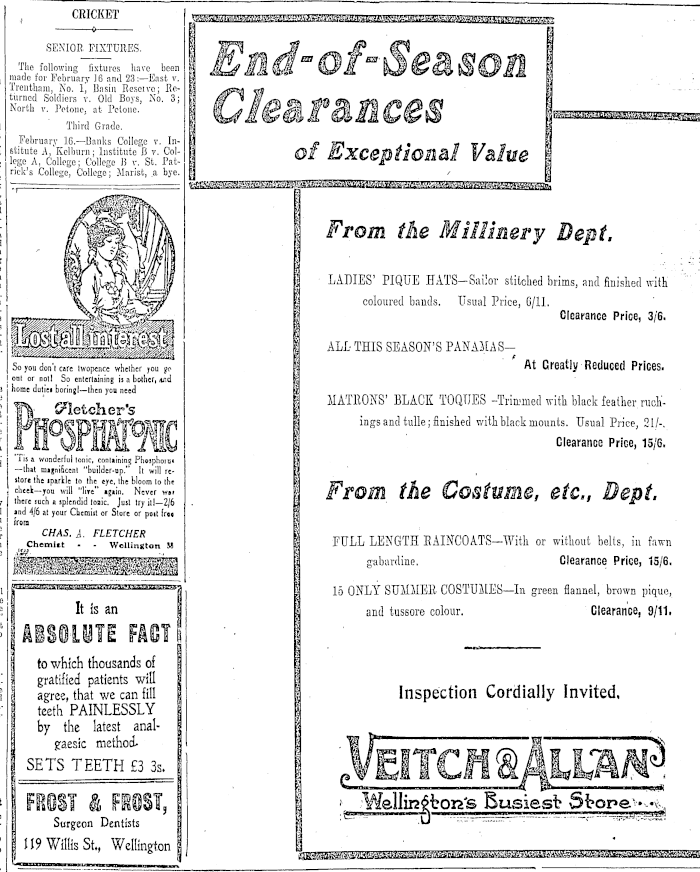 CRICKET
SENIOR FIXTURES.
The following fixtures have been
made for February 16 and 23:—East v.
Trentham, No. 1, Basin Reserve; Re-
turned Soldiers v. Old Boys, No. 3;
North v. Petone, at Petone.
Third Grade.
February 16.—Banks College v. In-
stitute A, Kelburn; Institute B v. Col-
lege A, College; College B v. St. Pat-
rick's College, College; Marist, a bye.
Lost all interest
So you don't care twopence whether you go
out or not! So entertaining is a bother, and
home duties boring!—then you need
Fletcher's
PHOSPHATONIC
'Tis a wonderful tonic, containing Phosphorus
—that magnificent "builder-up." It will re-
store the sparkle to the eye, the bloom to the
cheek—you will "live" again. Never was
there such a splendid tonic. Just try it!—2/6
and 4/6 at your Chemist or Store or post free
from
CHAS. A. FLETCHER
Chemist - - Wellington
It is an
ABSOLUTE FACT
to which thousands of
gratified patients will
agree, that we can fill
teeth PAINLESSLY
by the latest anal-
gaesic method.
SETS TEETH £3 3s.
FROST & FROST,
Surgeon Dentists
119 Willis St., Wellington
End-of-Season
Clearances
of Exceptional Value
From the Millinery Dept.
LADIES' PIQUE HATS—Sailor stitched brims, and finished with
coloured bands. Usual Price, 6/11.
Clearance Price, 3/6.
ALL THIS SEASON'S PANAMAS—
At Greatly Reduced Prices.
MATRONS' BLACK TOQUES—Trimmed with black feather ruch-
ings and tulle; finished with black mounts. Usual Price, 21/-.
Clearance Price, 15/6.
From the Costume, etc., Dept.
FULL LENGTH RAINCOATS—With or without belts, in fawn
gabardine. Clearance Price, 15/6.
15 ONLY SUMMER COSTUMES—In green flannel, brown pique,
and tussore colour. Clearance, 9/11.
Inspection Cordially Invited.
VEITCH & ALLAN
Wellington's Busiest Store